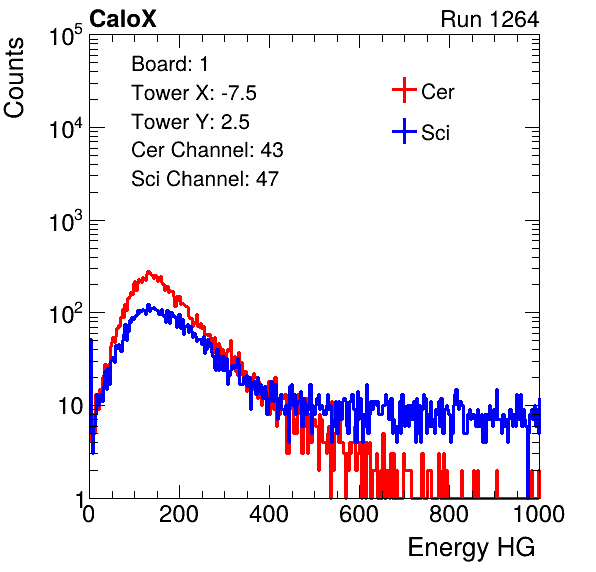 CaloX Run 1264
Counts
Board: 1
Tower X: -7.5
Tower Y: 2.5
Cer Channel: 43
Sci Channel: 47
Cer
Sci
10^5
10^4
10^3
10^2
10
1
0 200 400 600 800 1000
Energy HG